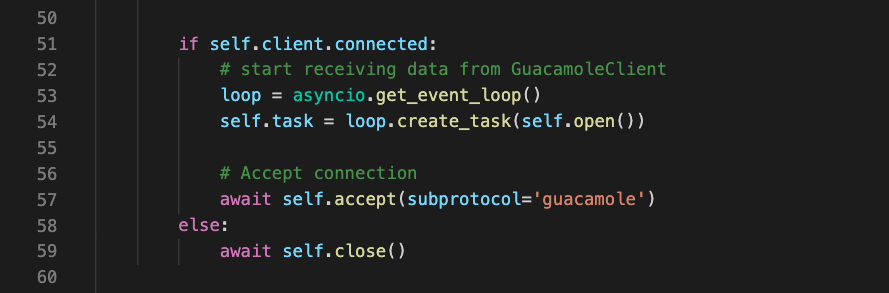 50
51 if self.client.connected:
52 # start receiving data from GuacamoleClient
53 loop = asyncio.get_event_loop()
54 self.task = loop.create_task(self.open())
55
56 # Accept connection
57 await self.accept(subprotocol='guacamole')
58 else:
59 await self.close()
60